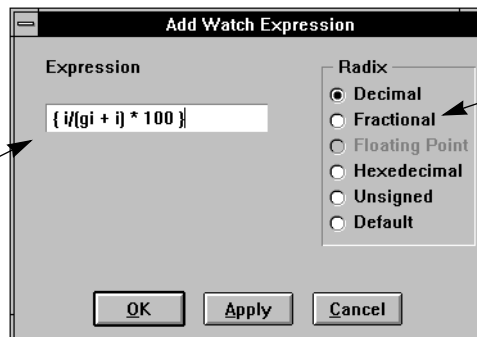 Add Watch Expression
Expression
{ i/(gi + i) * 100 }
Radix
Decimal
Fractional
Floating Point
Hexedecimal
Unsigned
Default
OK
Apply
Cancel